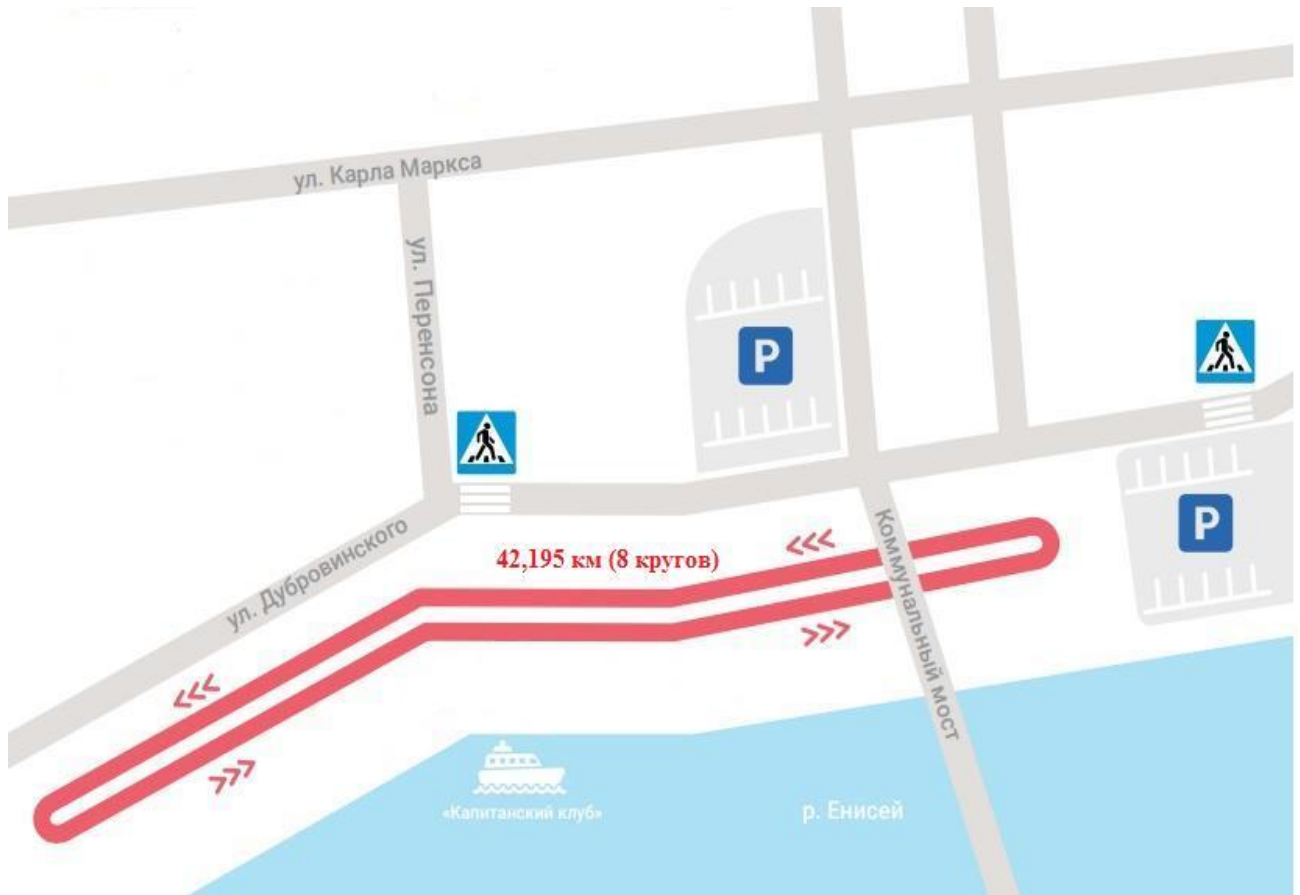 ул. Карла Маркса
ул. Перенсона
P
42,195 км (8 кругов)
<<<
ул. Дубровинского
Коммунальный мост
P
>>>
<<<
>>>
«Капитанский клуб»
р. Енисей